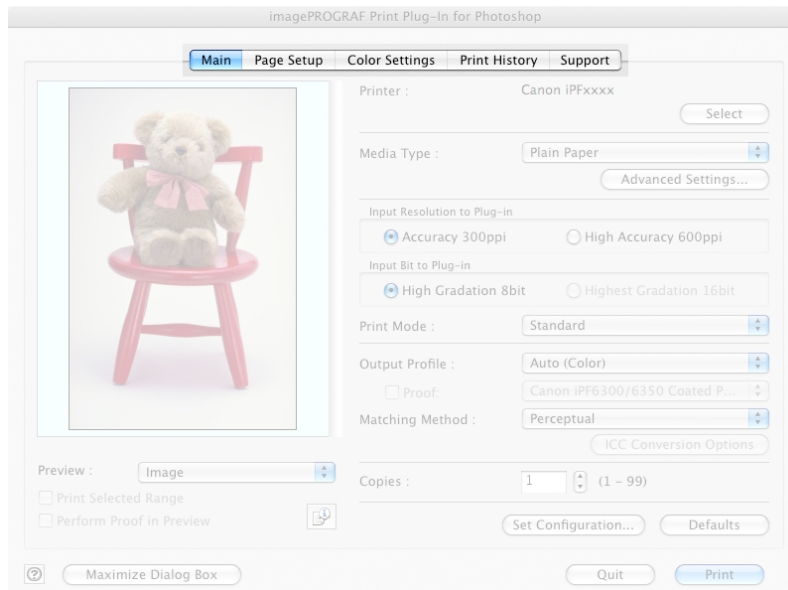 imagePROGRAF Print Plug-In for Photoshop
Main Page Setup Color Settings Print History Support
Printer : Canon iPFxxxx
Select
Media Type : Plain Paper
Advanced Settings...
Input Resolution to Plug-in
Accuracy 300ppi High Accuracy 600ppi
Input Bit to Plug-in
High Gradation 8bit Highest Gradation 16bit
Print Mode : Standard
Output Profile : Auto (Color)
Proof: Canon iPF6300/6350 Coated P...
Matching Method : Perceptual
ICC Conversion Options
Preview : Image
Print Selected Range
Perform Proof in Preview
Copies : 1 (1 - 99)
Set Configuration... Defaults
? Maximize Dialog Box Quit Print